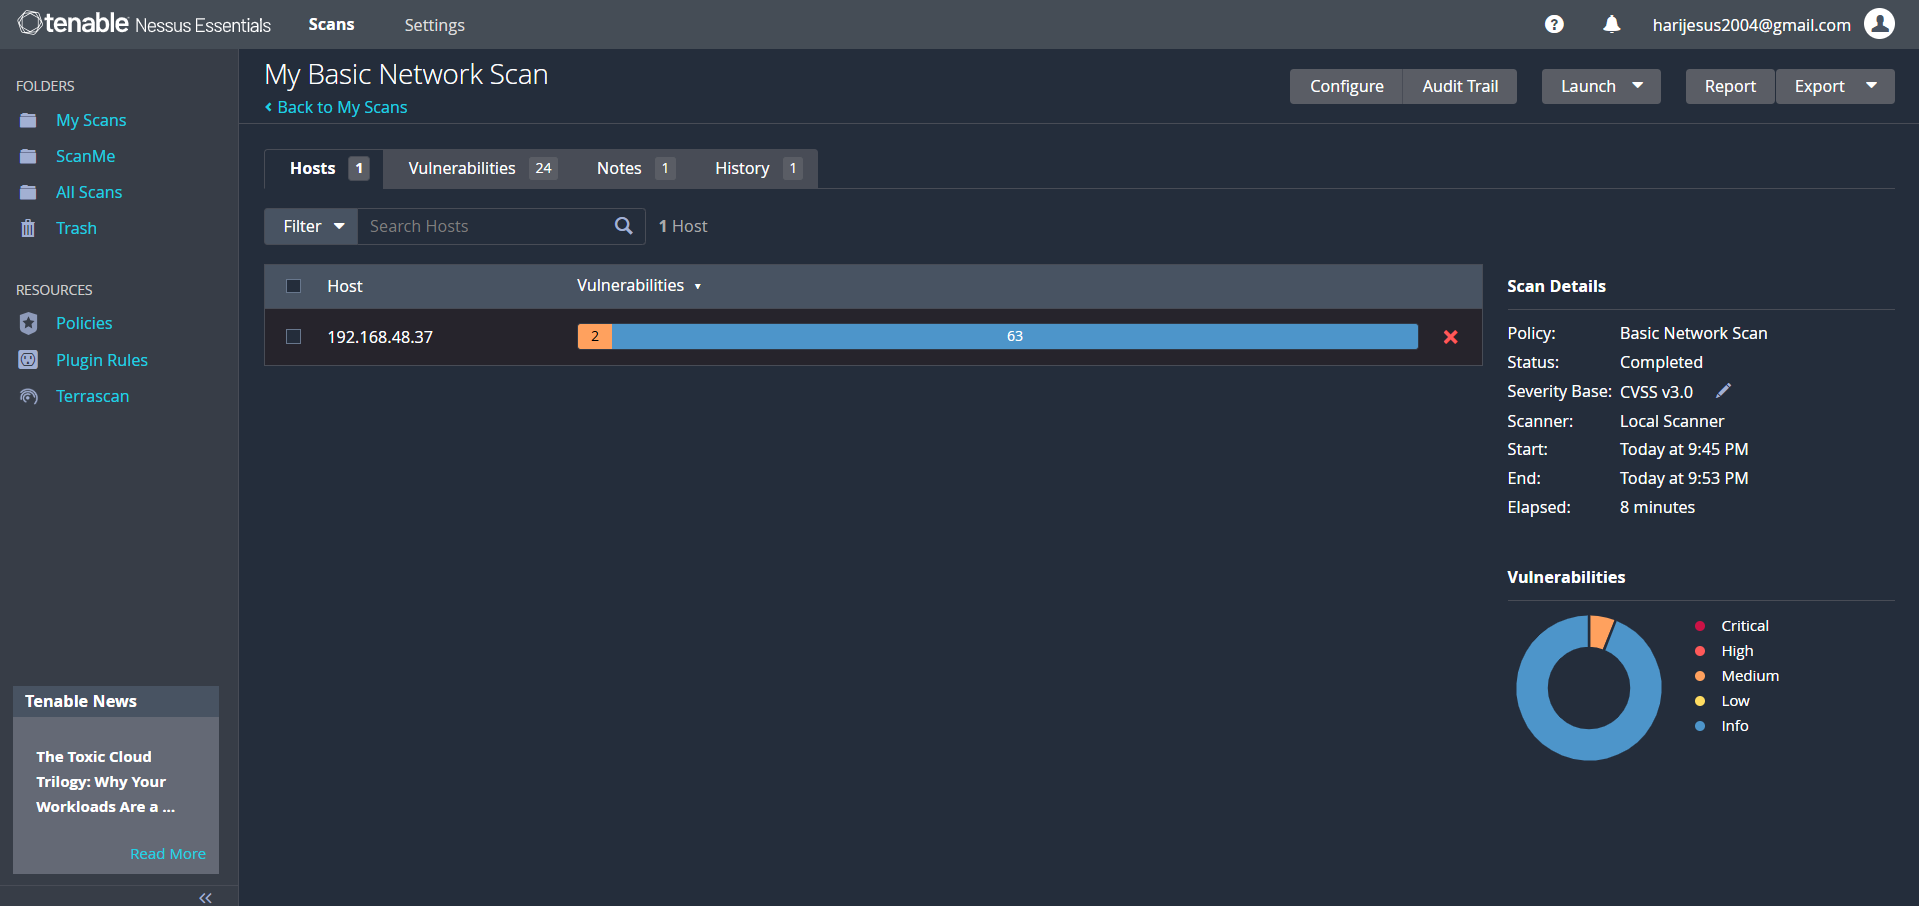 tenable Nessus Essentials
Scans
Settings
?
harijesus2004@gmail.com
FOLDERS
My Scans
ScanMe
All Scans
Trash
RESOURCES
Policies
Plugin Rules
Terrascan
Tenable News
The Toxic Cloud
Trilogy: Why Your
Workloads Are a ...
Read More
My Basic Network Scan
Back to My Scans
Configure
Audit Trail
Launch
Report
Export
Hosts 1
Vulnerabilities 24
Notes 1
History 1
Filter
Search Hosts
1 Host
Host
Vulnerabilities
192.168.48.37
2
63
Scan Details
Policy: Basic Network Scan
Status: Completed
Severity Base: CVSS v3.0
Scanner: Local Scanner
Start: Today at 9:45 PM
End: Today at 9:53 PM
Elapsed: 8 minutes
Vulnerabilities
Critical
High
Medium
Low
Info